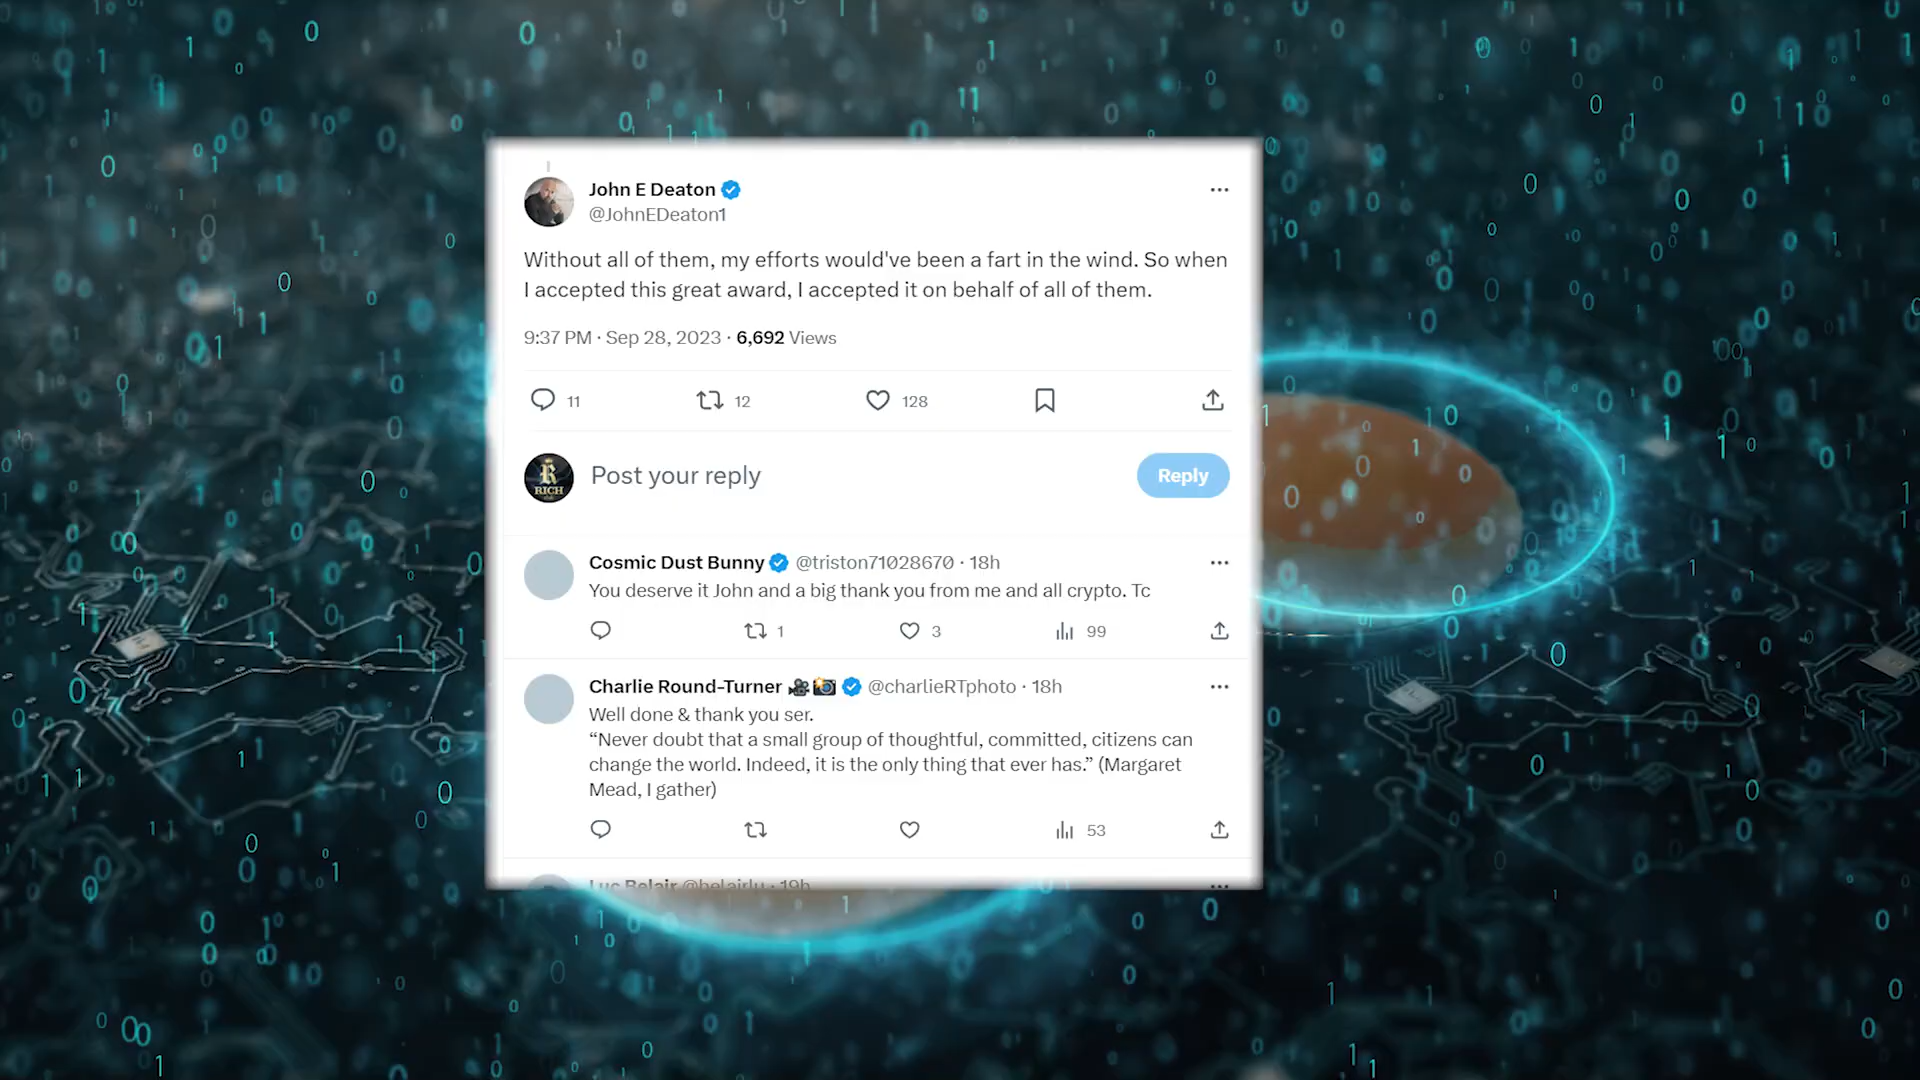 John E Deaton
@JohnEDeaton1
Without all of them, my efforts would've been a fart in the wind. So when
I accepted this great award, I accepted it on behalf of all of them.
9:37 PM · Sep 28, 2023 · 6,692 Views
11 12 128
R
RICH
Post your reply
Reply
Cosmic Dust Bunny @triston71028670 · 18h
You deserve it John and a big thank you from me and all crypto. Tc
1 3 99
Charlie Round-Turner @charlieRTphoto · 18h
Well done & thank you ser.
“Never doubt that a small group of thoughtful, committed, citizens can
change the world. Indeed, it is the only thing that ever has.” (Margaret
Mead, I gather)
53
Luc Belair @belairlu · 19h